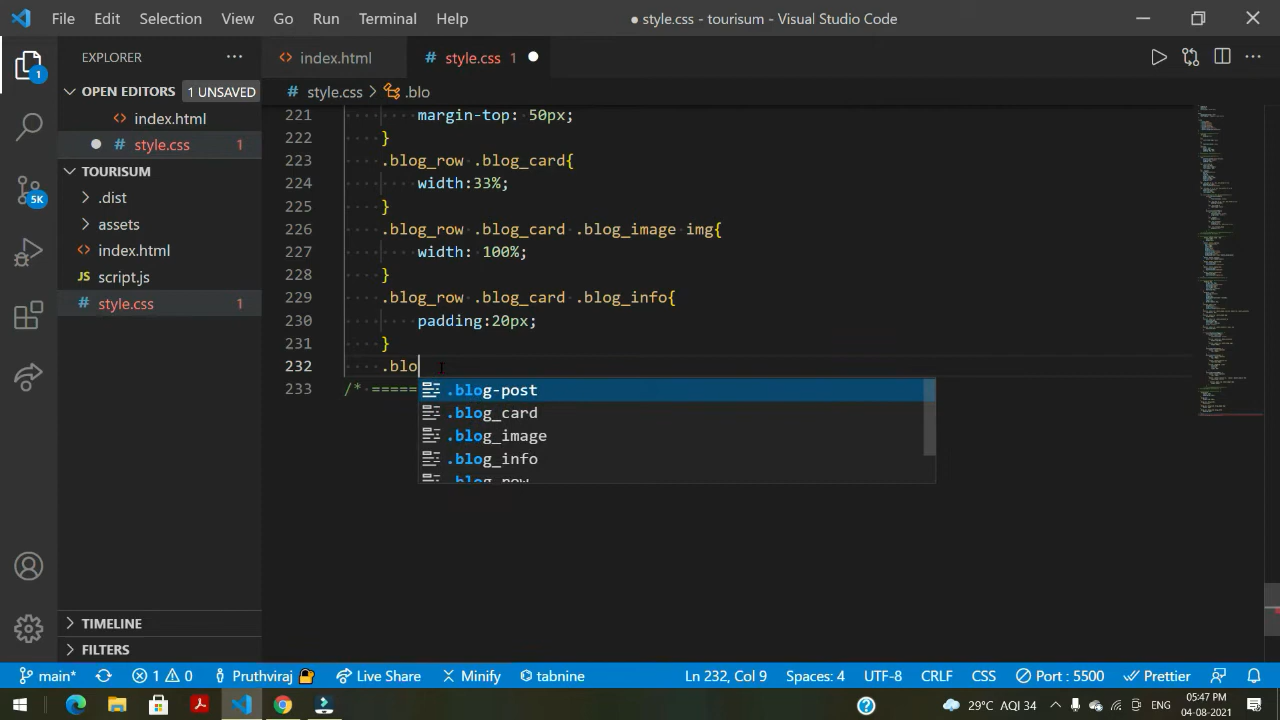 File Edit Selection View Go Run Terminal Help
● style.css - tourisum - Visual Studio Code
EXPLORER
index.html
# style.css 1
OPEN EDITORS 1 UNSAVED
# style.css > .blo
index.html
# style.css 1
TOURISUM
.dist
assets
index.html
JS script.js
# style.css 1
221 margin-top: 50px;
222 }
223 .blog_row .blog_card{
224 width:33%;
225 }
226 .blog_row .blog_card .blog_image img{
227 width: 100%;
228 }
229 .blog_row .blog_card .blog_info{
230 padding:20px;
231 }
232 .blo
233 /* =====
.blog-post
.blog_card
.blog_image
.blog_info
.blog_row
1
5K
TIMELINE
FILTERS
main* 1 0 Pruthviraj Live Share Minify tabnine Ln 232, Col 9 Spaces: 4 UTF-8 CRLF CSS Port : 5500 Prettier
29°C AQI 34 ENG 05:47 PM
04-08-2021